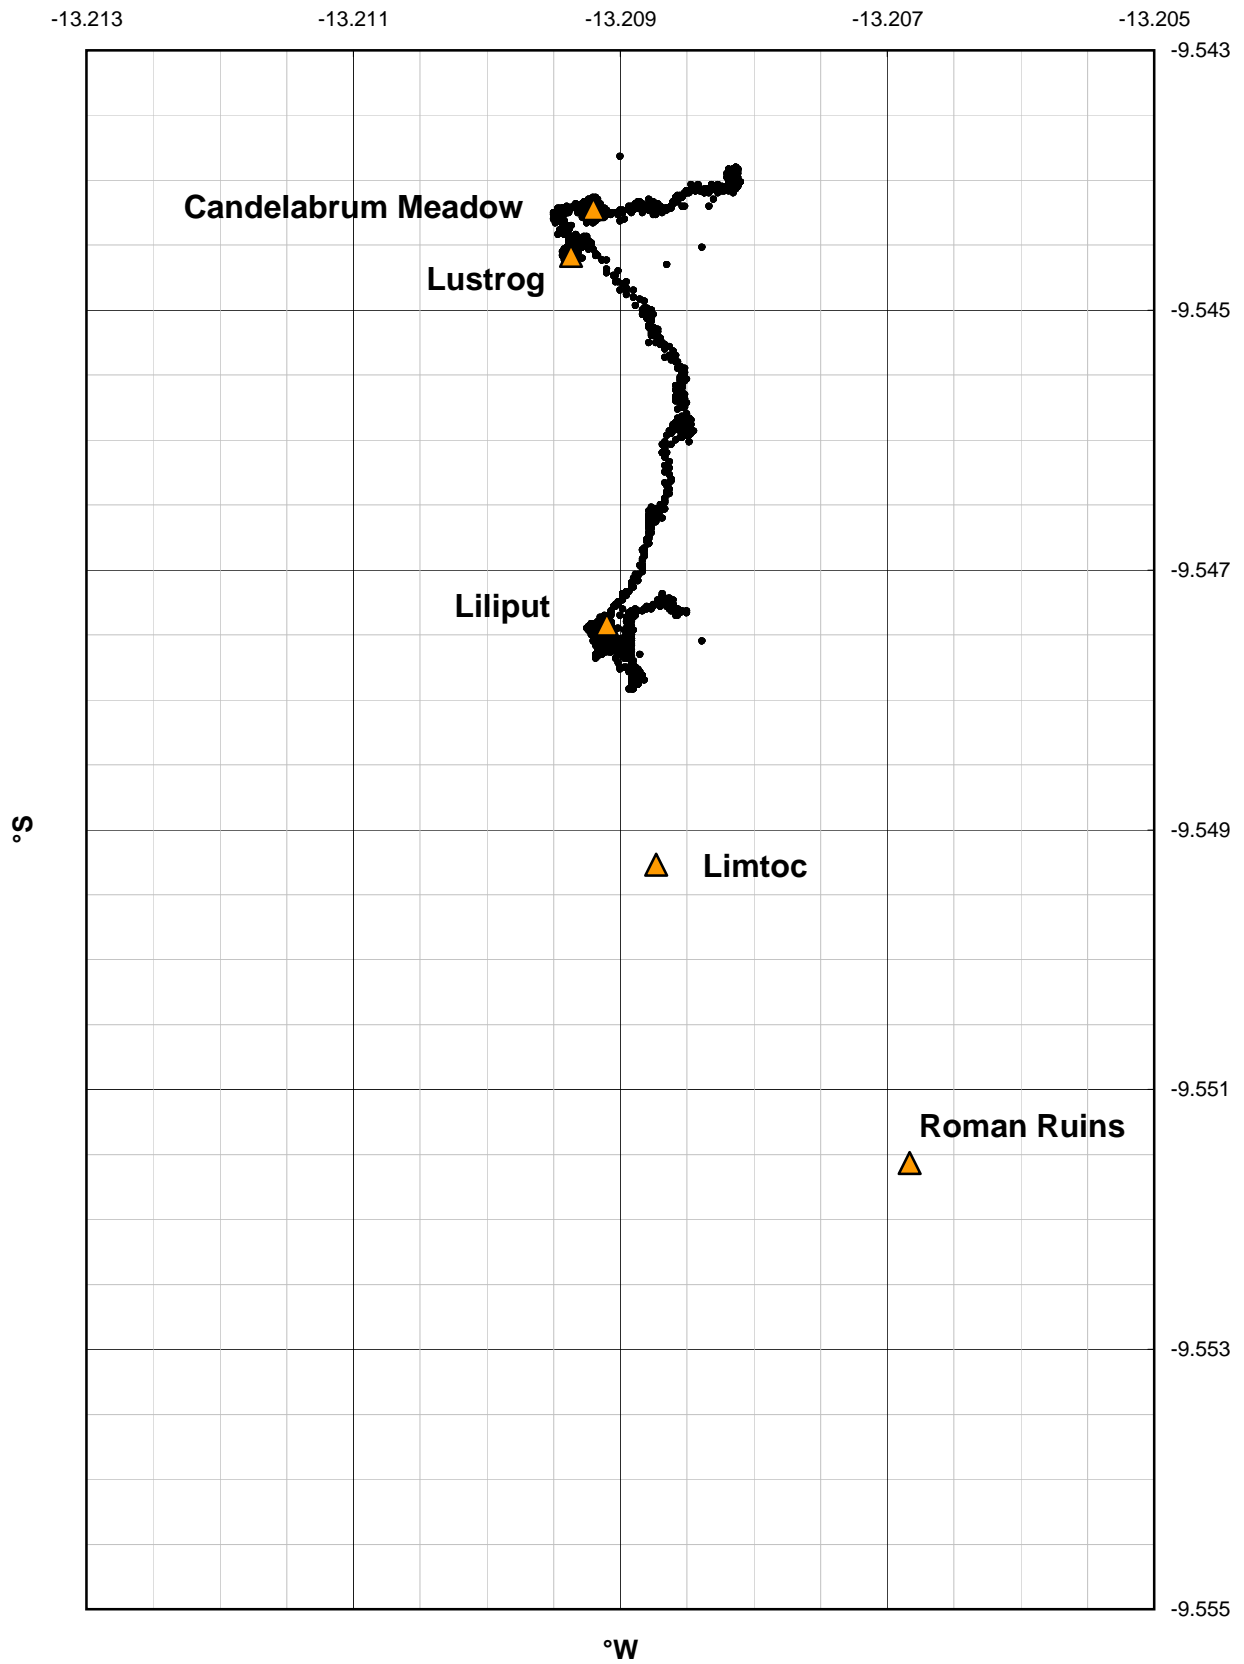 -13.213 -13.211 -13.209 -13.207 -13.205
-9.543
Candelabrum Meadow
Lustrog
-9.545
-9.547
Liliput
°S
-9.549
Limtoc
-9.551
Roman Ruins
-9.553
-9.555
°W